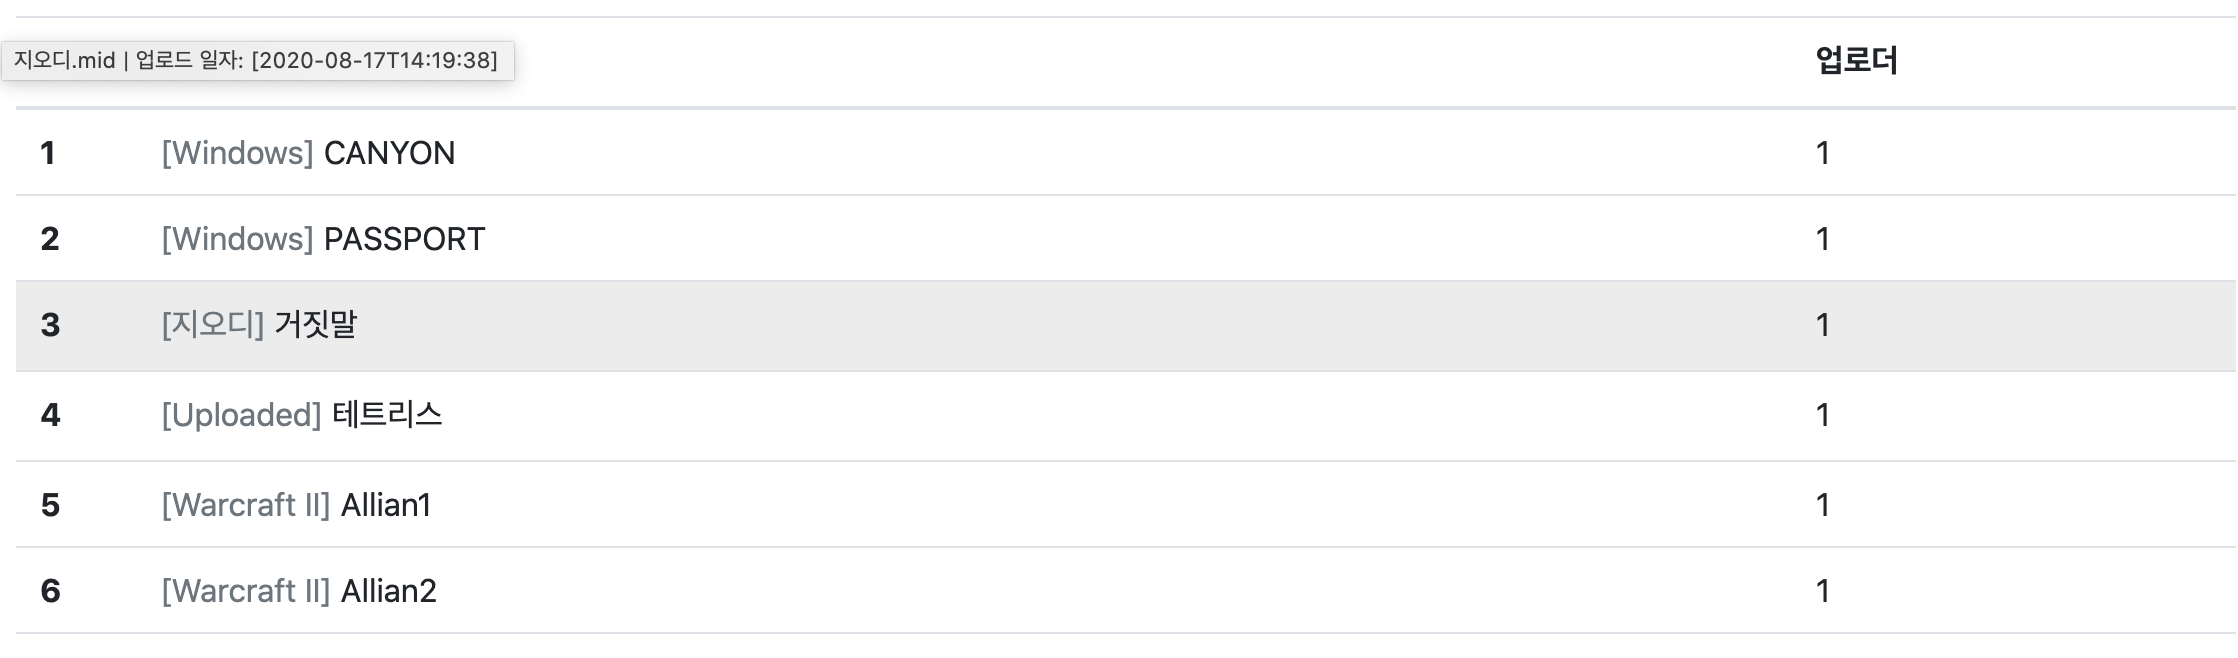 지오디.mid | 업로드 일자: [2020-08-17T14:19:38]
업로더
1 [Windows] CANYON 1
2 [Windows] PASSPORT 1
3 [지오디] 거짓말 1
4 [Uploaded] 테트리스 1
5 [Warcraft II] Allian1 1
6 [Warcraft II] Allian2 1